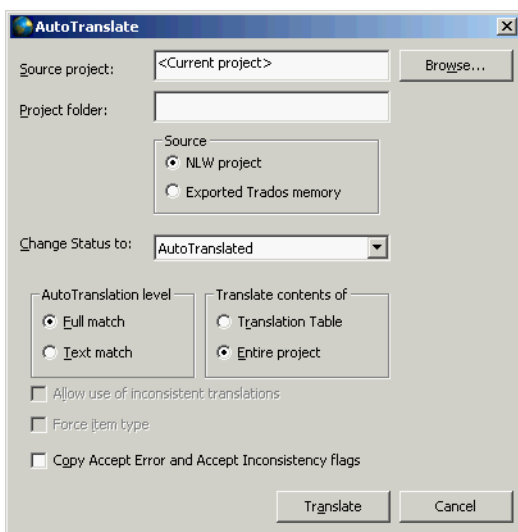 AutoTranslate
Source project: <Current project> Browse...
Project folder:
Source
NLW project
Exported Trados memory
Change Status to: AutoTranslated
AutoTranslation level Translate contents of
Full match Translation Table
Text match Entire project
Allow use of inconsistent translations
Force item type
Copy Accept Error and Accept Inconsistency flags
Translate Cancel